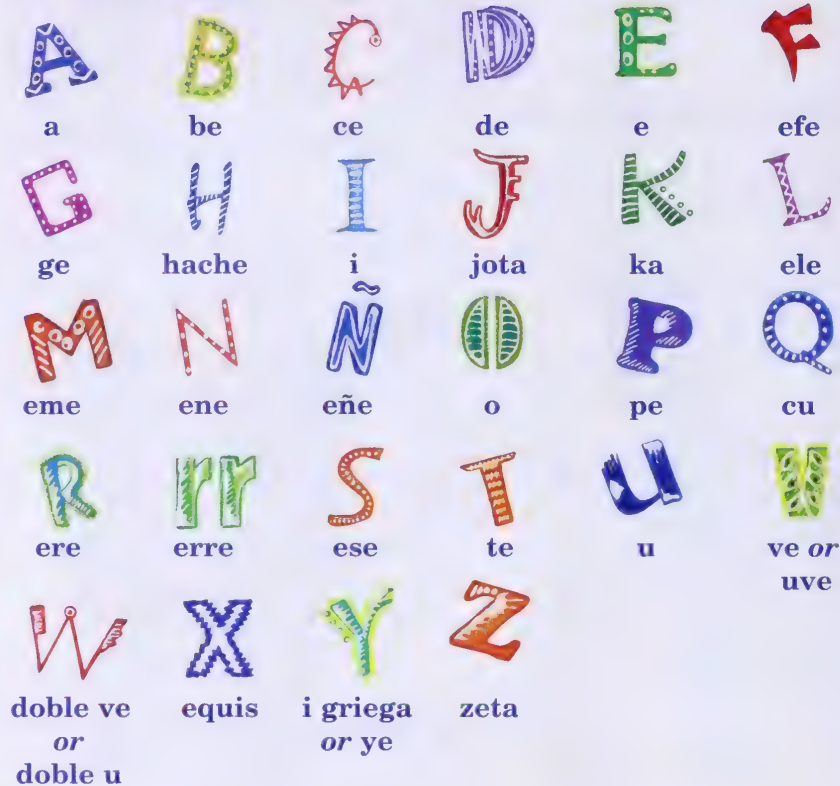 A B C D E F
a be ce de e efe
G H I J K L
ge hache i jota ka ele
M N Ñ O P Q
eme ene eñe o pe cu
R rr S T U V
ere erre ese te u ve or
uve
W X Y Z
doble ve equis i griega zeta
or or ye
doble u